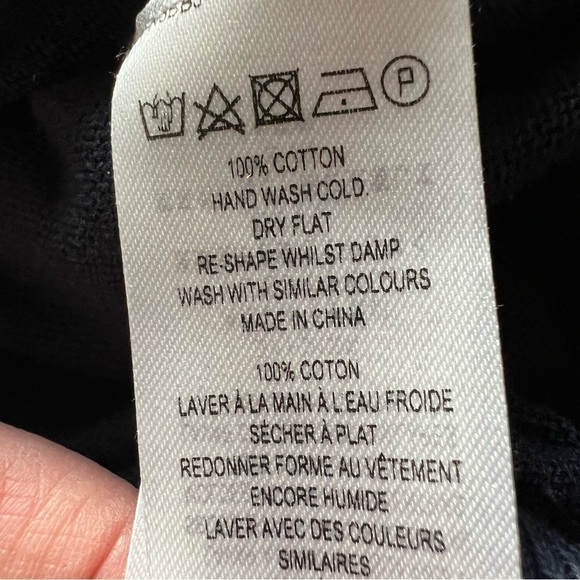 P
100% COTTON
HAND WASH COLD.
DRY FLAT
RE-SHAPE WHILST DAMP
WASH WITH SIMILAR COLOURS
MADE IN CHINA
100% COTON
LAVER À LA MAIN À L'EAU FROIDE
SÉCHER À PLAT
REDONNER FORME AU VÊTEMENT
ENCORE HUMIDE
LAVER AVEC DES COULEURS
SIMILAIRES